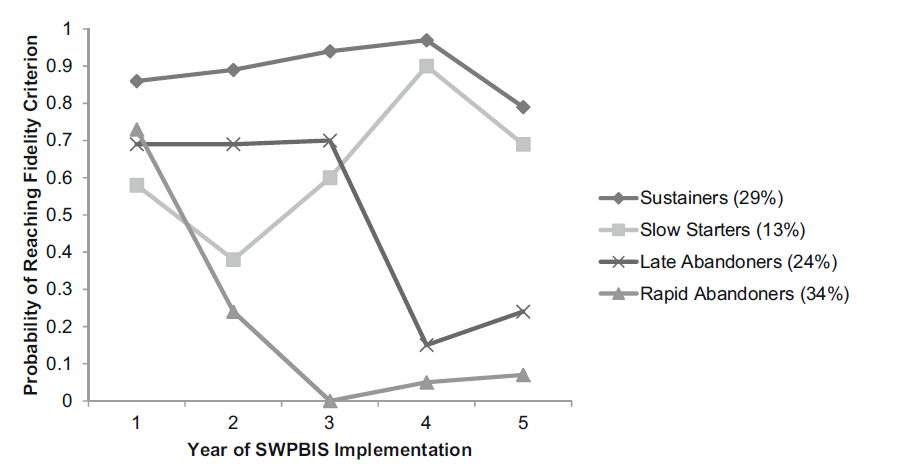 Probability of Reaching Fidelity Criterion
1
0.9
0.8
0.7
0.6
0.5
0.4
0.3
0.2
0.1
0
1 2 3 4 5
Year of SWPBIS Implementation
Sustainers (29%)
Slow Starters (13%)
Late Abandoners (24%)
Rapid Abandoners (34%)